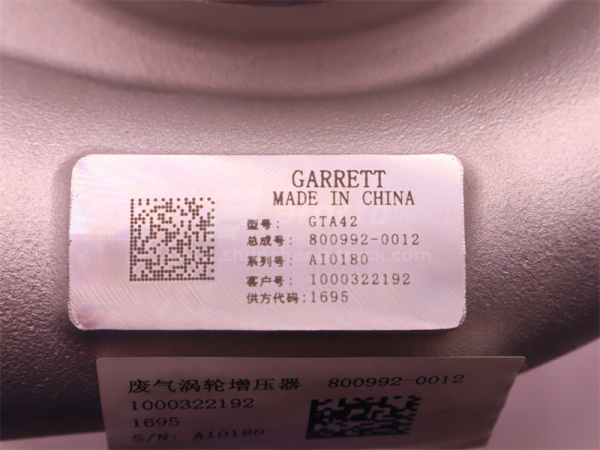 GARRETT
MADE IN CHINA
型号: GTA42
总成号: 800992-0012
系列号: AI0180
客户号: 1000322192
供方代码:1695
废气涡轮增压器 800992-0012
1000322192
1695
S/N: AI0180